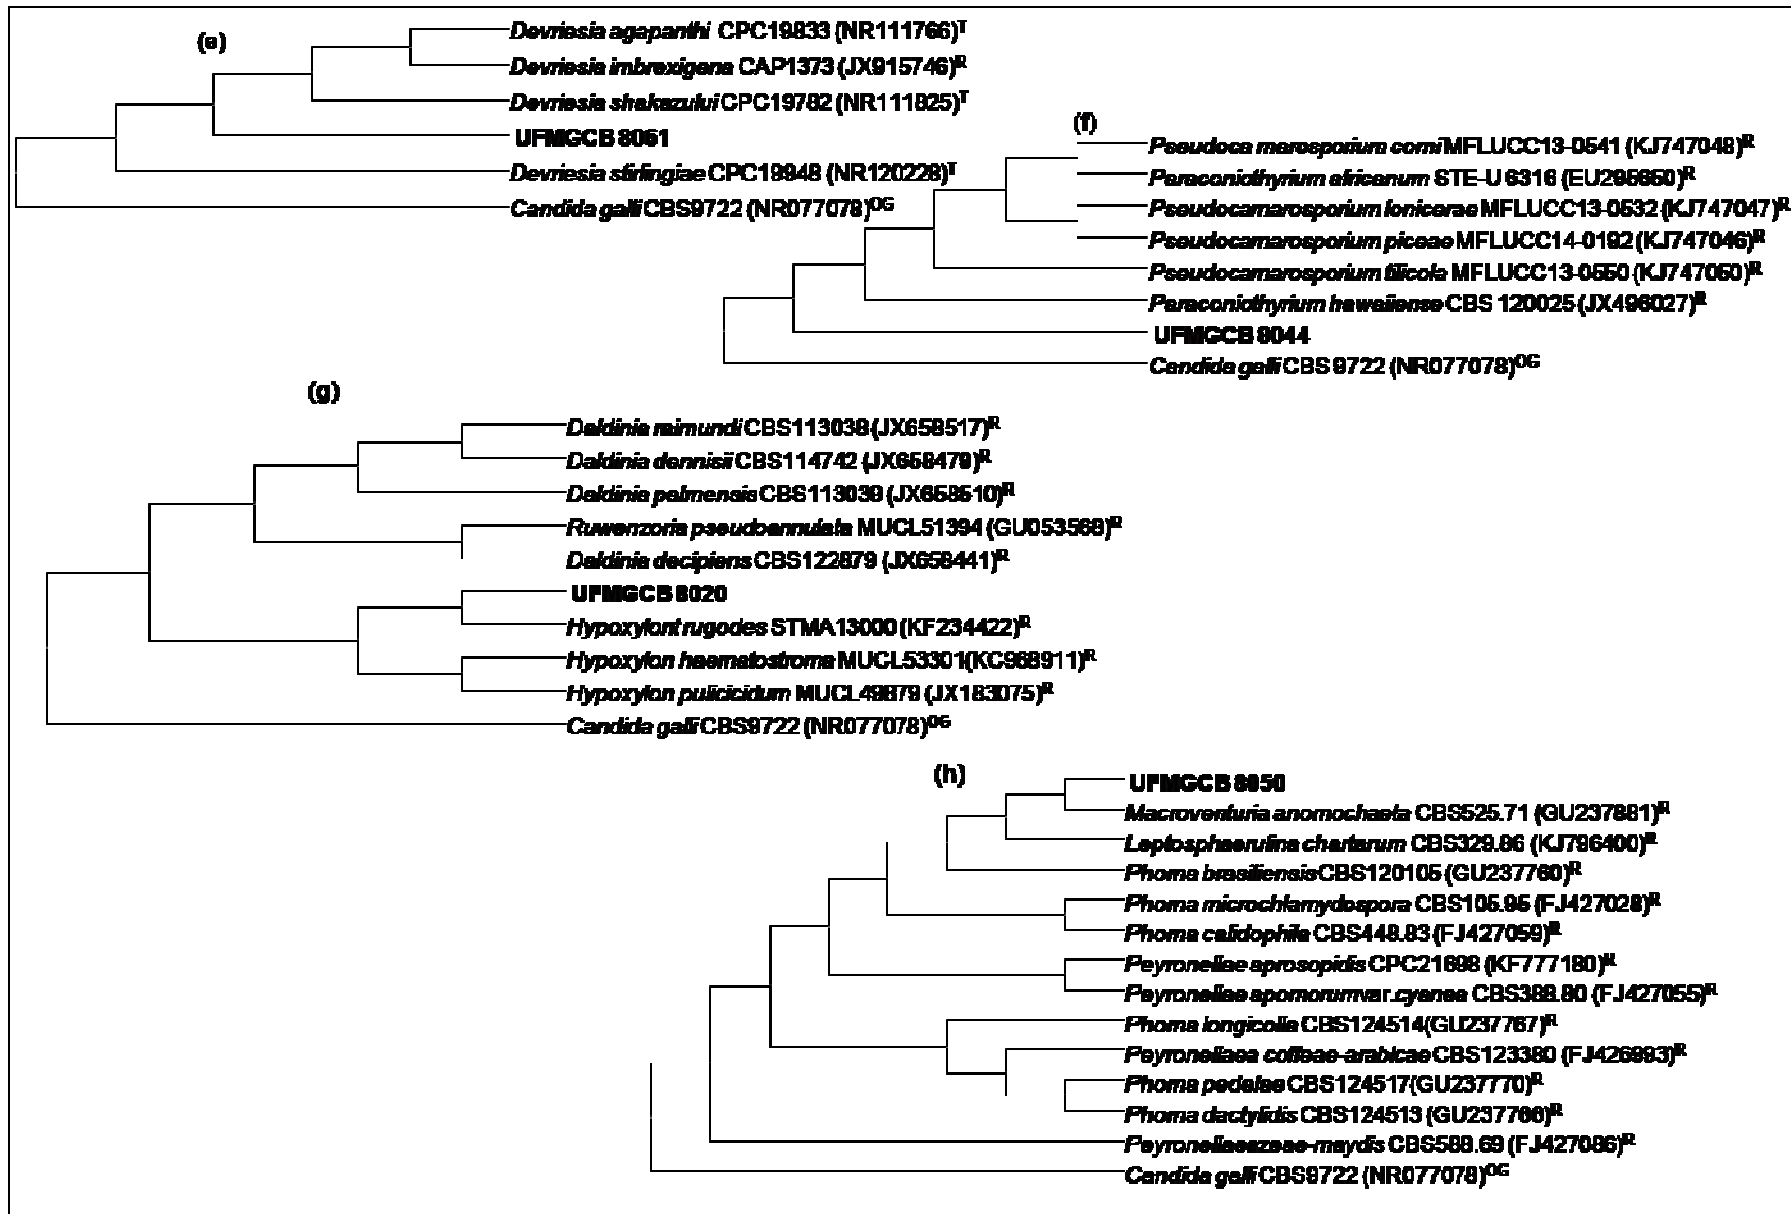 (e)
Devriesia agapanthi CPC19833 (NR111766)T
Devriesia imbrexigena CAP1373 (JX915746)R
Devriesia shakazului CPC19782 (NR111825)T
UFMGCB 8061
Devriesia stirlingiae CPC19948 (NR120228)T
Candida galli CBS9722 (NR077078)OG
(f)
Pseudoca marosporium corni MFLUCC13-0541 (KJ747048)R
Paraconiothyrium africanum STE-U 6316 (EU295650)R
Pseudocamarosporium lonicerae MFLUCC13-0532 (KJ747047)R
Pseudocamarosporium piceae MFLUCC14-0192 (KJ747046)R
Pseudocamarosporium tilicola MFLUCC13-0550 (KJ747050)R
Paraconiothyrium hawaiiense CBS 120025 (JX496027)R
UFMGCB 8044
Candida galli CBS 9722 (NR077078)OG
(g)
Daldinia raimundi CBS113038 (JX658517)R
Daldinia dennisii CBS114742 (JX658479)R
Daldinia palmensis CBS113039 (JX658510)R
Ruwenzoria pseudoannulata MUCL51394 (GU053568)R
Daldinia decipiens CBS122879 (JX658441)R
UFMGCB 8020
Hypoxylont rugodes STMA13000 (KF234422)R
Hypoxylon haematostroma MUCL53301(KC968911)R
Hypoxylon pulicicidum MUCL49879 (JX183075)R
Candida galli CBS9722 (NR077078)OG
(h)
UFMGCB 8050
Macroventuria anomochaeta CBS525.71 (GU237881)R
Leptosphaerulina chartarum CBS329.86 (KJ796400)R
Phoma brasiliensis CBS120105 (GU237760)R
Phoma microchlamydospora CBS105.95 (FJ427028)R
Phoma calidophila CBS448.83 (FJ427059)R
Peyronellae aprosopidis CPC21698 (KF777180)R
Peyronellae apomorumvar.cyanea CBS388.80 (FJ427055)R
Phoma longicolla CBS124514(GU237767)R
Peyronellaea coffeae-arabicae CBS123380 (FJ426993)R
Phoma pedeiae CBS124517(GU237770)R
Phoma dactylidis CBS124513 (GU237766)R
Peyronellaeazeae-maydis CBS588.69 (FJ427086)R
Candida galli CBS9722 (NR077078)OG